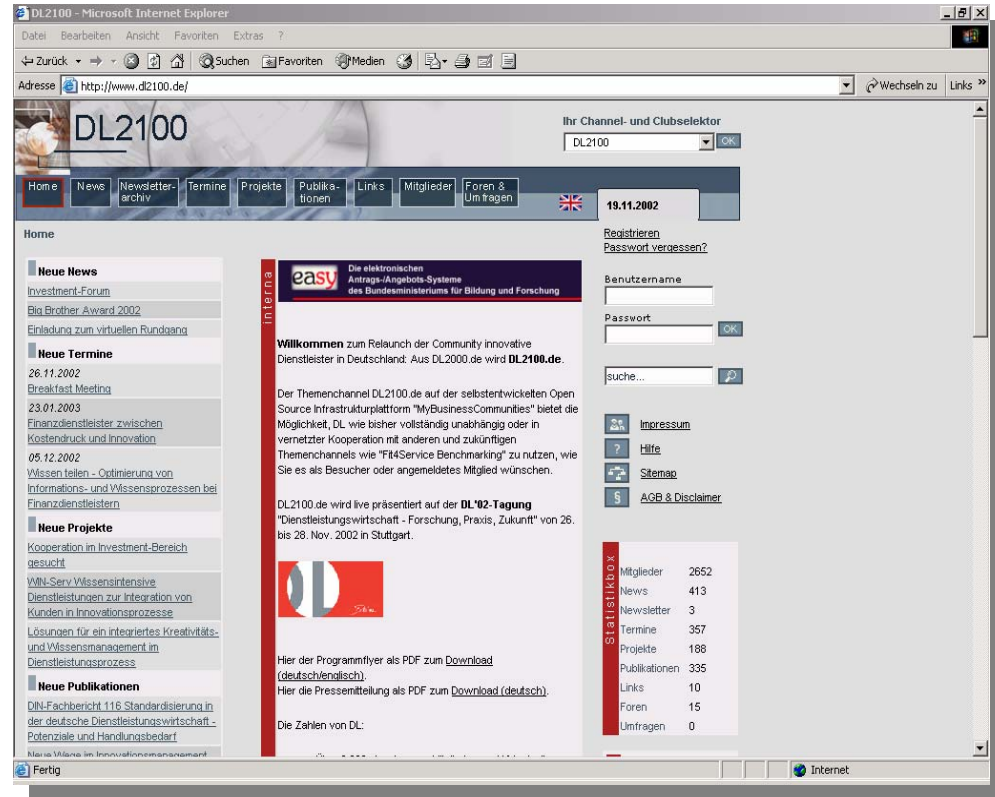 DL2100 - Microsoft Internet Explorer
Datei Bearbeiten Ansicht Favoriten Extras ?
Zurück Suchen Favoriten Medien
Adresse http://www.dl2100.de/ Wechseln zu Links »
DL2100
Ihr Channel- und Clubselektor
DL2100 OK
Home News Newsletter-archiv Termine Projekte Publika-tionen Links Mitglieder Foren & Umfragen
19.11.2002
Home
Neue News
Investment-Forum
Big Brother Award 2002
Einladung zum virtuellen Rundgang
Neue Termine
26.11.2002
Breakfast Meeting
23.01.2003
Finanzdienstleister zwischen
Kostendruck und Innovation
05.12.2002
Wissen teilen - Optimierung von
Informations- und Wissensprozessen bei
Finanzdienstleistern
Neue Projekte
Kooperation im Investment-Bereich
gesucht
WIN-Serv Wissensintensive
Dienstleistungen zur Integration von
Kunden in Innovationsprozesse
Lösungen für ein integriertes Kreativitäts-
und Wissensmanagement im
Dienstleistungsprozess
Neue Publikationen
DIN-Fachbericht 116 Standardisierung in
der deutsche Dienstleistungswirtschaft -
Potenziale und Handlungsbedarf
Neue Wege im Innovationsmanagement
interna
easy
Die elektronischen
Antrags-/Angebots-Systeme
des Bundesministeriums für Bildung und Forschung
Willkommen zum Relaunch der Community innovative
Dienstleister in Deutschland: Aus DL2000.de wird DL2100.de.
Der Themenchannel DL2100.de auf der selbstentwickelten Open
Source Infrastrukturplattform "MyBusinessCommunities" bietet die
Möglichkeit, DL wie bisher vollständig unabhängig oder in
vernetzter Kooperation mit anderen und zukünftigen
Themenchannels wie "Fit4Service Benchmarking" zu nutzen, wie
Sie es als Besucher oder angemeldetes Mitglied wünschen.
DL2100.de wird live präsentiert auf der DL'02-Tagung
"Dienstleistungswirtschaft - Forschung, Praxis, Zukunft" von 26.
bis 28. Nov. 2002 in Stuttgart.
DL
Hier der Programmflyer als PDF zum Download
(deutsch/englisch).
Hier die Pressemitteilung als PDF zum Download (deutsch).
Die Zahlen von DL:
Registrieren
Passwort vergessen?
Benutzername
Passwort
OK
suche...
Impressum
? Hilfe
Sitemap
§ AGB & Disclaimer
Statistikbox
Mitglieder 2652
News 413
Newsletter 3
Termine 357
Projekte 188
Publikationen 335
Links 10
Foren 15
Umfragen 0
Fertig Internet